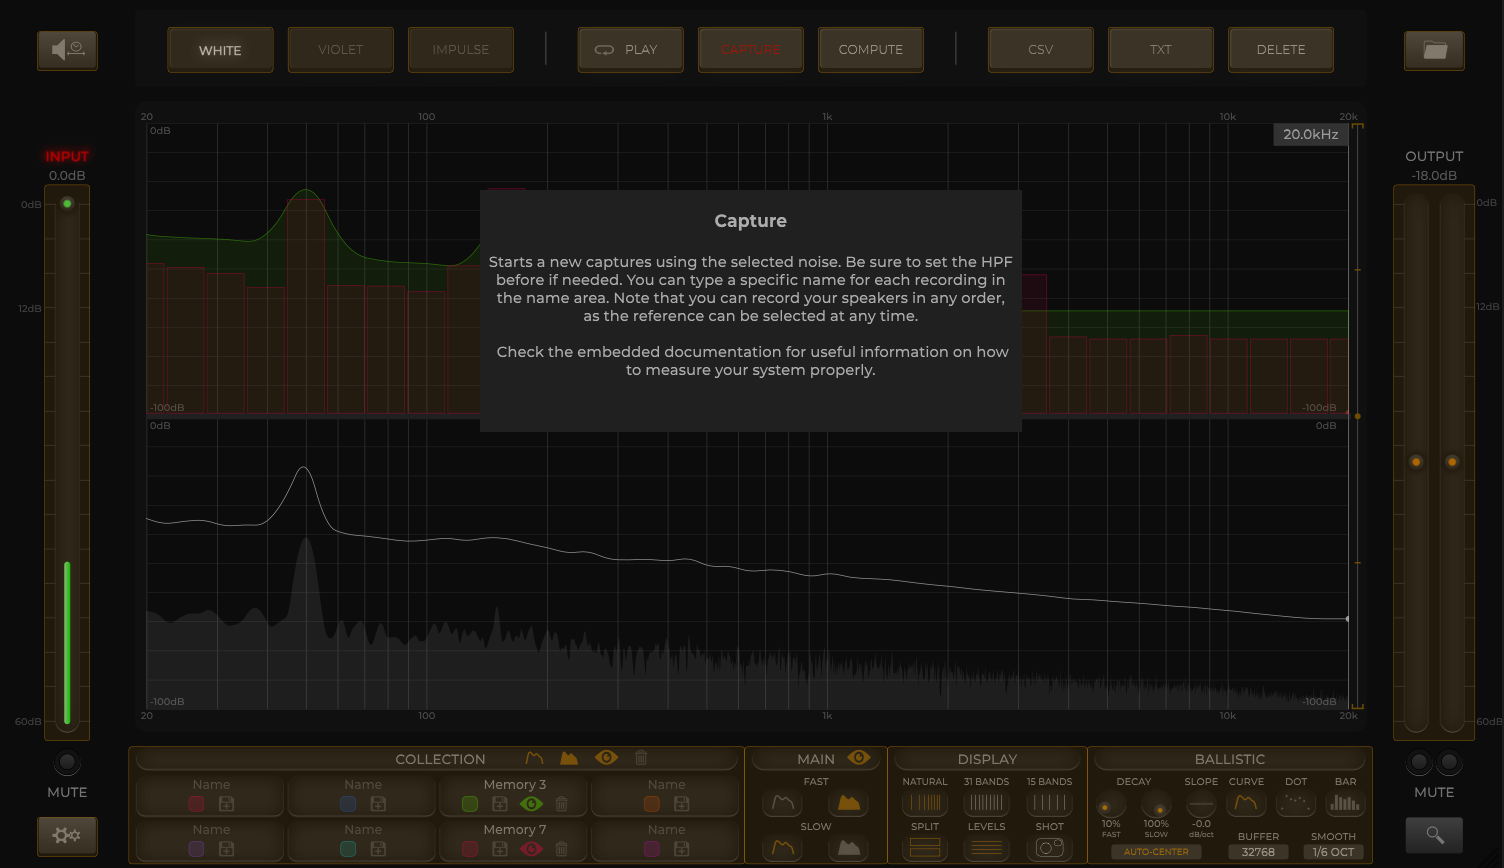 WHITE VIOLET IMPULSE PLAY CAPTURE COMPUTE CSV TXT DELETE
20 100 1k 10k 20k
0dB
20.0kHz
INPUT
0.0dB
OUTPUT
-18.0dB
0dB
0dB
12dB
12dB
60dB
60dB
Capture
Starts a new captures using the selected noise. Be sure to set the HPF
before if needed. You can type a specific name for each recording in
the name area. Note that you can record your speakers in any order,
as the reference can be selected at any time.
Check the embedded documentation for useful information on how
to measure your system properly.
-100dB -100dB
0dB 0dB
-100dB -100dB
20 100 1k 10k 20k
MUTE
MUTE
COLLECTION MAIN DISPLAY BALLISTIC
Name Name Memory 3 Name
Name Name Memory 7 Name
FAST
SLOW
NATURAL 31 BANDS 15 BANDS
SPLIT LEVELS SHOT
DECAY SLOPE CURVE DOT BAR
10% 100% -0.0
FAST SLOW dB/oct
BUFFER SMOOTH
AUTO-CENTER 32768 1/6 OCT